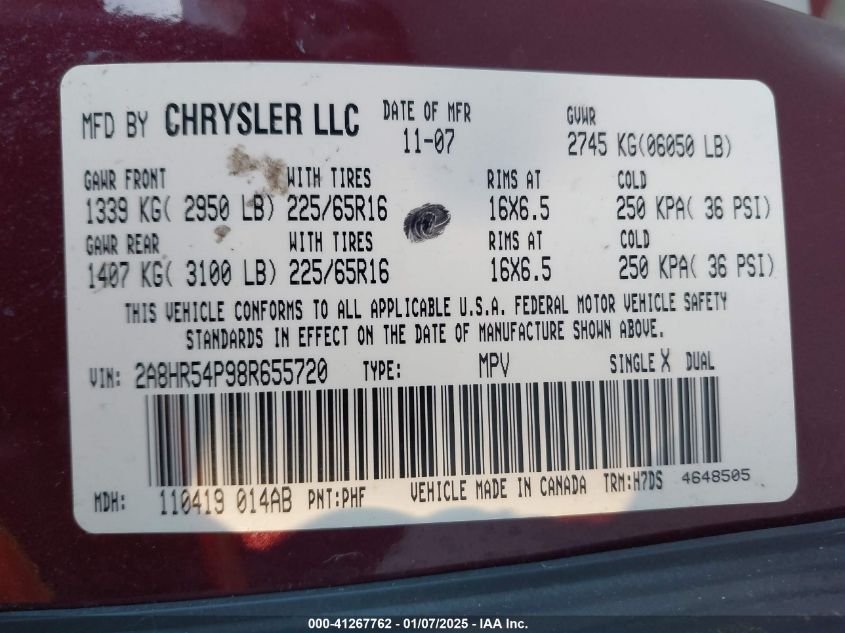 MFD BY CHRYSLER LLC DATE OF MFR 11-07 GVWR 2745 KG(06050 LB)
GAWR FRONT WITH TIRES RIMS AT COLD
1339 KG( 2950 LB) 225/65R16 16X6.5 250 KPA( 36 PSI)
GAWR REAR WITH TIRES RIMS AT COLD
1407 KG( 3100 LB) 225/65R16 16X6.5 250 KPA( 36 PSI)
THIS VEHICLE CONFORMS TO ALL APPLICABLE U.S.A. FEDERAL MOTOR VEHICLE SAFETY
STANDARDS IN EFFECT ON THE DATE OF MANUFACTURE SHOWN ABOVE.
VIN: 2A8HR54P98R655720 TYPE: MPV SINGLE X DUAL
MDH: 110419 014AB PNT:PHF VEHICLE MADE IN CANADA TRM:H7DS 4648505
000-41267762 - 01/07/2025 - IAA Inc.